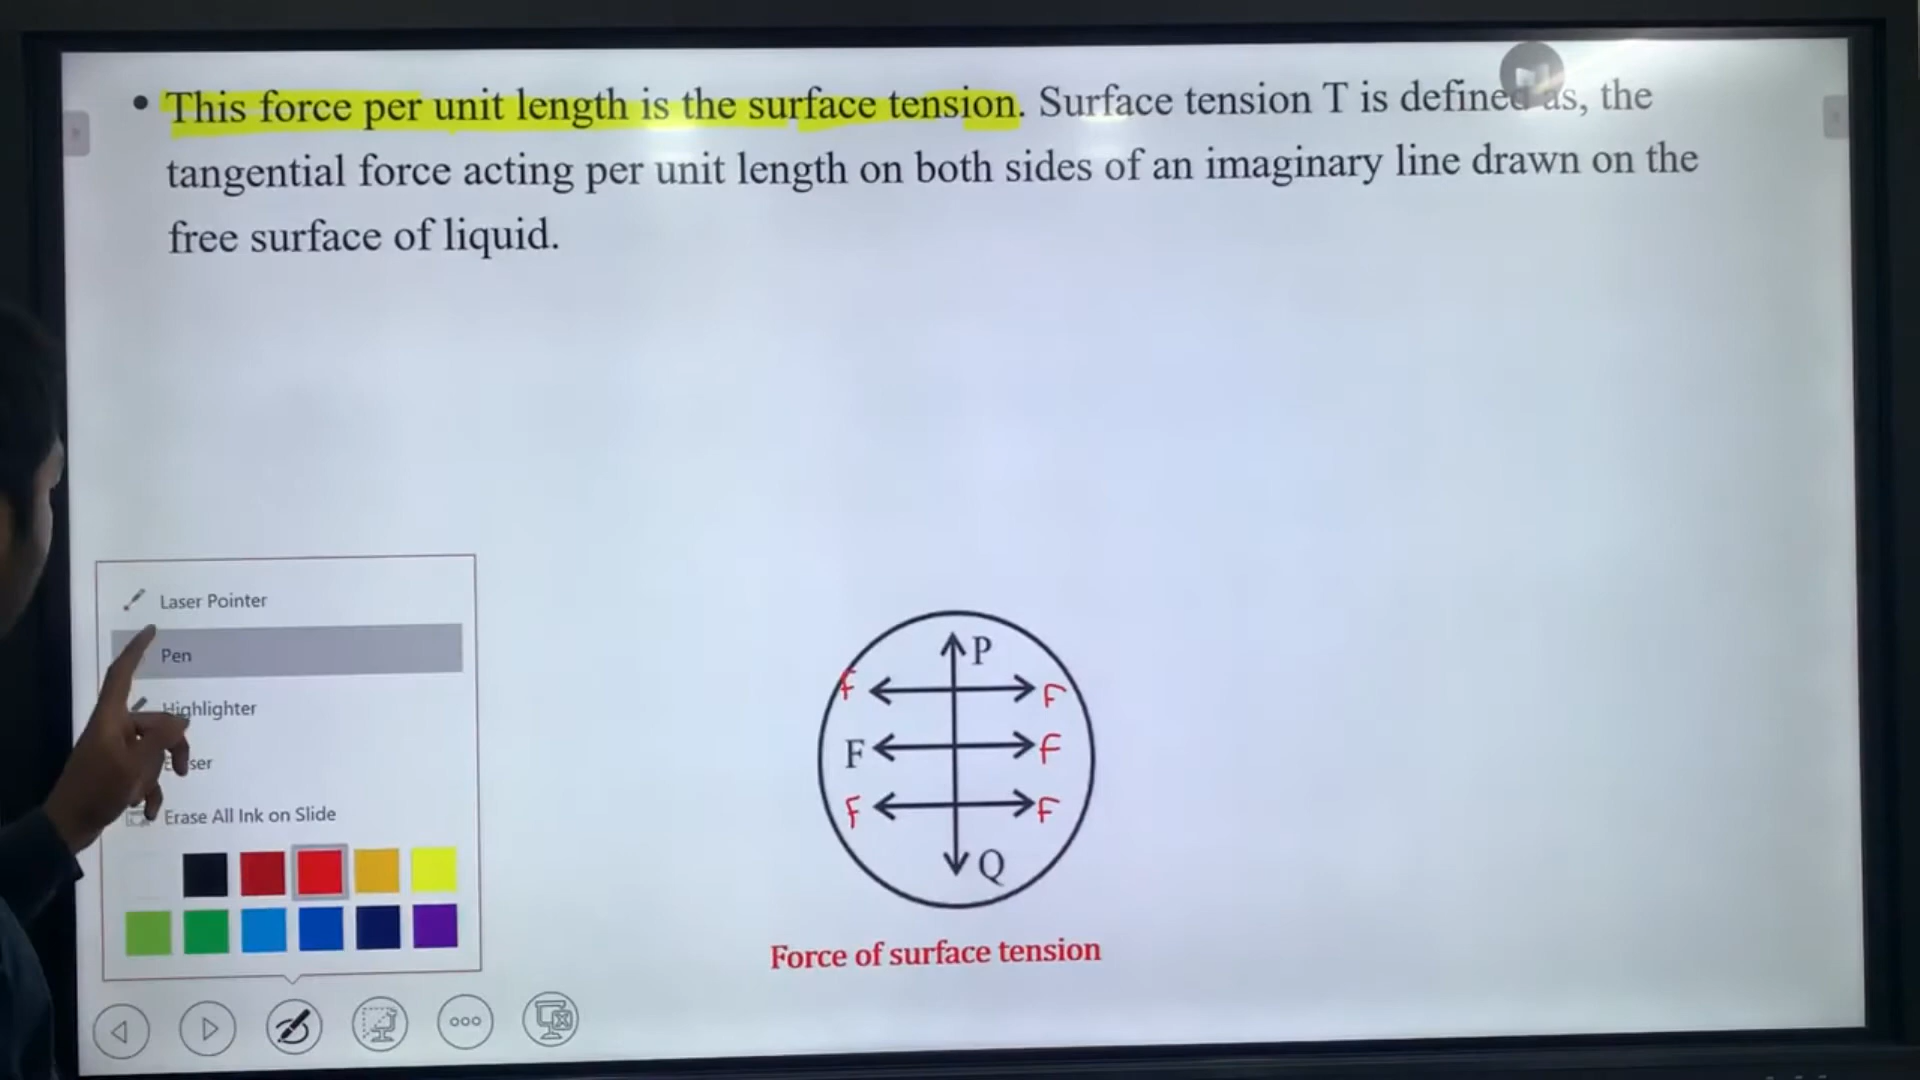 • This force per unit length is the surface tension. Surface tension T is defined as, the
tangential force acting per unit length on both sides of an imaginary line drawn on the
free surface of liquid.
Laser Pointer
Pen
Highlighter
Erase All Ink on Slide
P
F F
F F
F F
Q
Force of surface tension